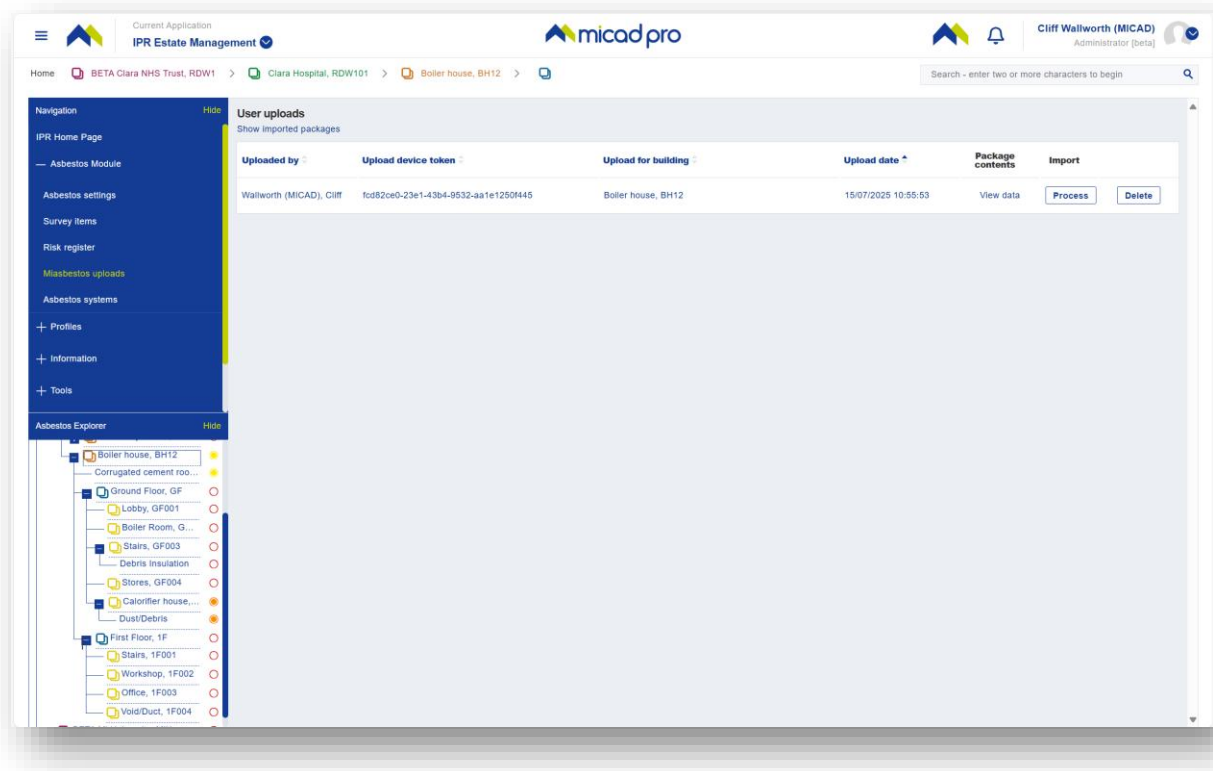 Current Application
IPR Estate Management
micad pro
Cliff Wallworth (MICAD)
Administrator [beta]
Home BETA Clara NHS Trust, RDW1 > Clara Hospital, RDW101 > Boiler house, BH12 >
Search - enter two or more characters to begin
Navigation Hide
IPR Home Page
— Asbestos Module
Asbestos settings
Survey items
Risk register
Miasbestos uploads
Asbestos systems
+ Profiles
+ Information
+ Tools
User uploads
Show imported packages
Uploaded by Upload device token Upload for building Upload date Package contents Import
Wallworth (MICAD), Cliff fcd82ce0-23e1-43b4-9532-aa1e1250f445 Boiler house, BH12 15/07/2025 10:55:53 View data Process Delete
Asbestos Explorer Hide
Boiler house, BH12
Corrugated cement roo...
Ground Floor, GF
Lobby, GF001
Boiler Room, G...
Stairs, GF003
Debris Insulation
Stores, GF004
Calorifier house,...
Dust/Debris
First Floor, 1F
Stairs, 1F001
Workshop, 1F002
Office, 1F003
Void/Duct, 1F004